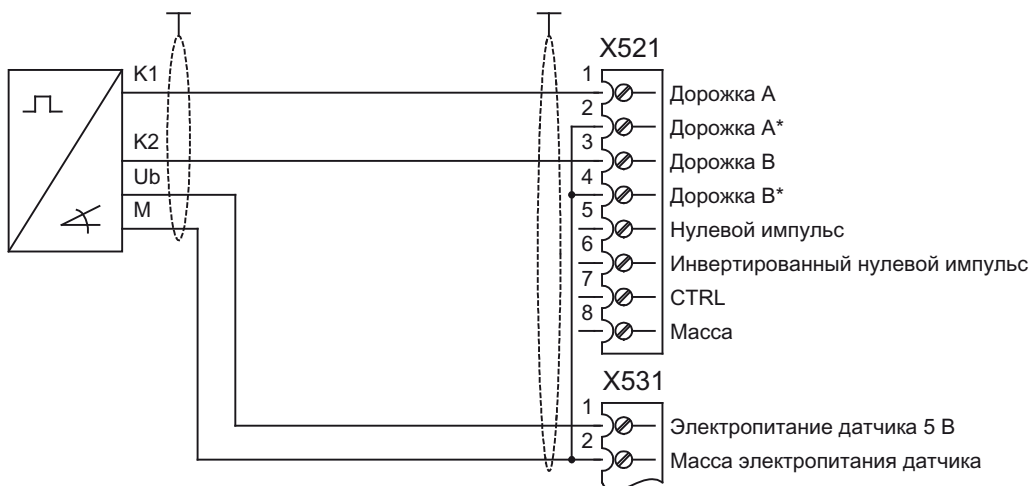 X521
K1
1
Дорожка A
2
Дорожка A*
K2
3
Дорожка B
Ub
4
Дорожка B*
M
5
Нулевой импульс
6
Инвертированный нулевой импульс
7
CTRL
8
Масса
X531
1
Электропитание датчика 5 В
2
Масса электропитания датчика